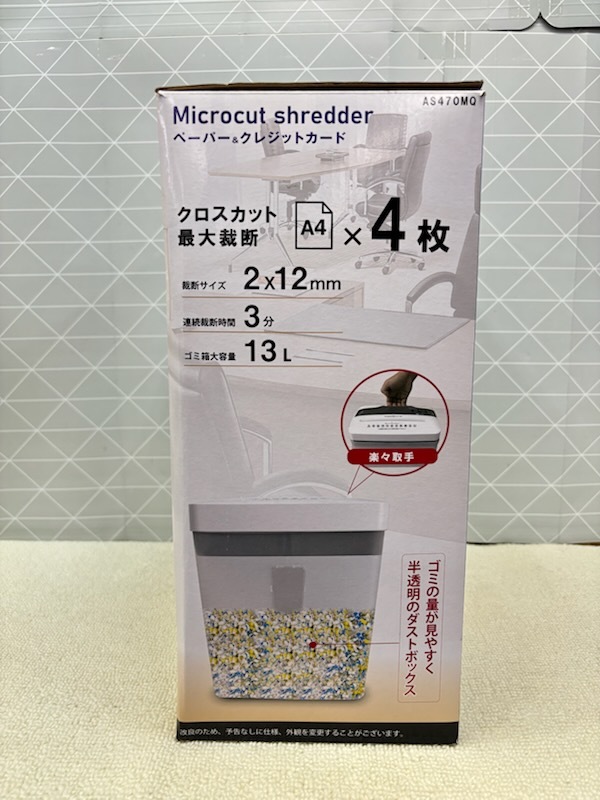 AS470MQ
Microcut shredder
ペーパー&クレジットカード
クロスカット
最大裁断
A4 × 4枚
裁断サイズ 2x12mm
連続裁断時間 3分
ゴミ箱大容量 13L
楽々取手
ゴミの量が見やすく
半透明のダストボックス
改良のため、予告なしに仕様、外観を変更することがございます。